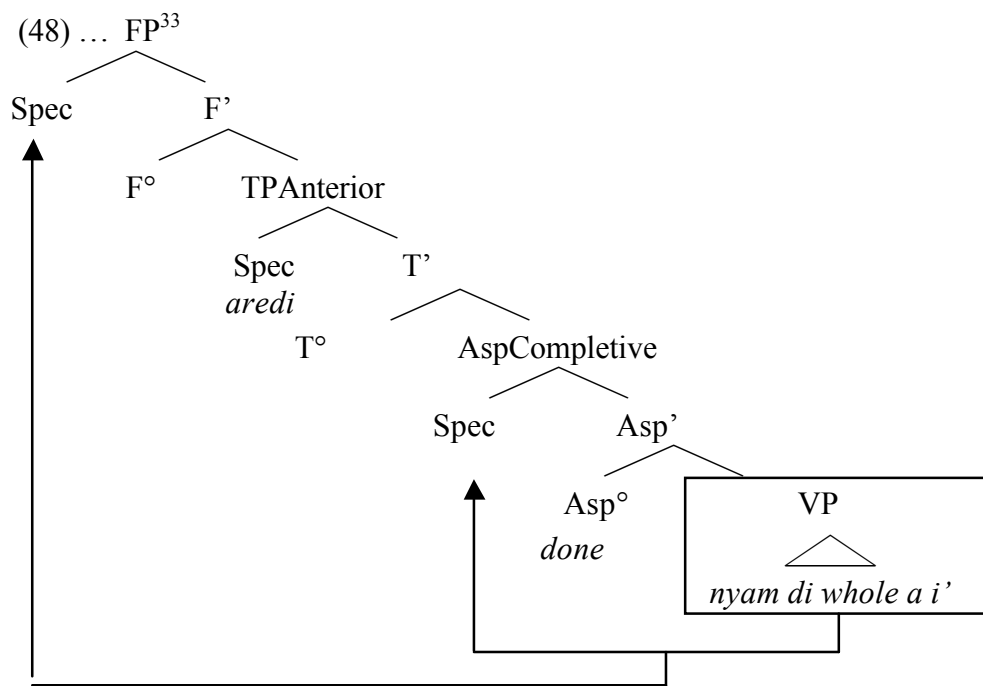 (48) … FP³³
Spec F’
F° TPAnterior
Spec T’
aredi
T° AspCompletive
Spec Asp’
Asp° VP
done
nyam di whole a i’